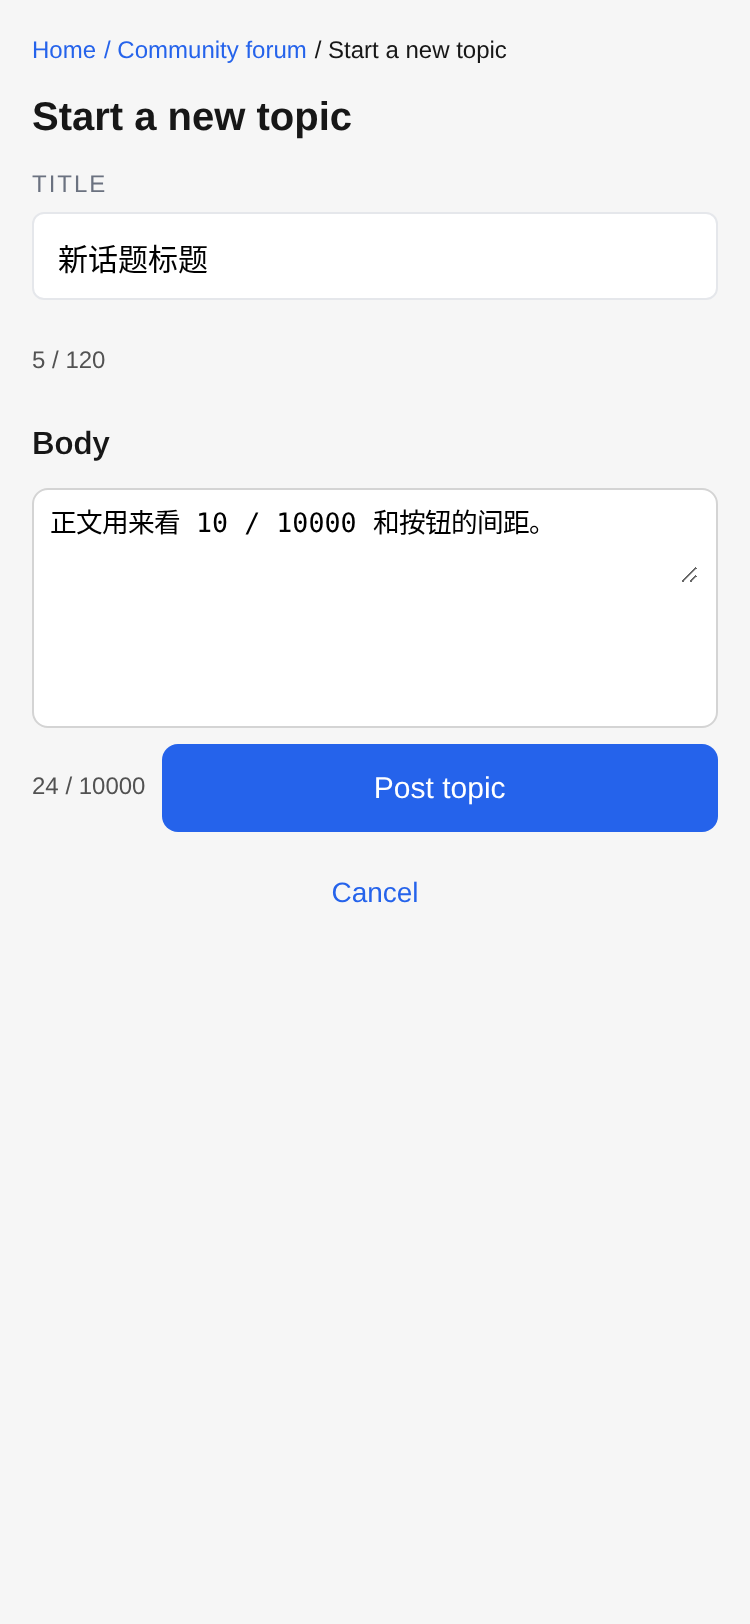 Home / Community forum / Start a new topic
Start a new topic
TITLE
新话题标题
5 / 120
Body
正文用来看 10 / 10000 和按钮的间距。
24 / 10000
Post topic
Cancel